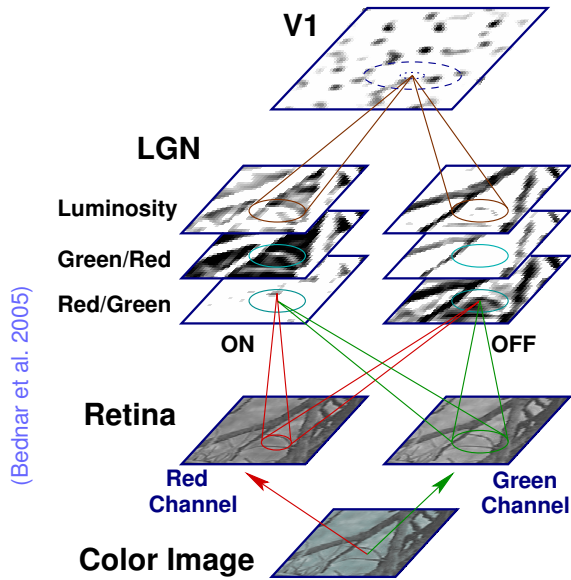 V1
LGN
Luminosity
Green/Red
Red/Green
ON
OFF
(Bednar et al. 2005)
Retina
Red
Channel
Green
Channel
Color Image